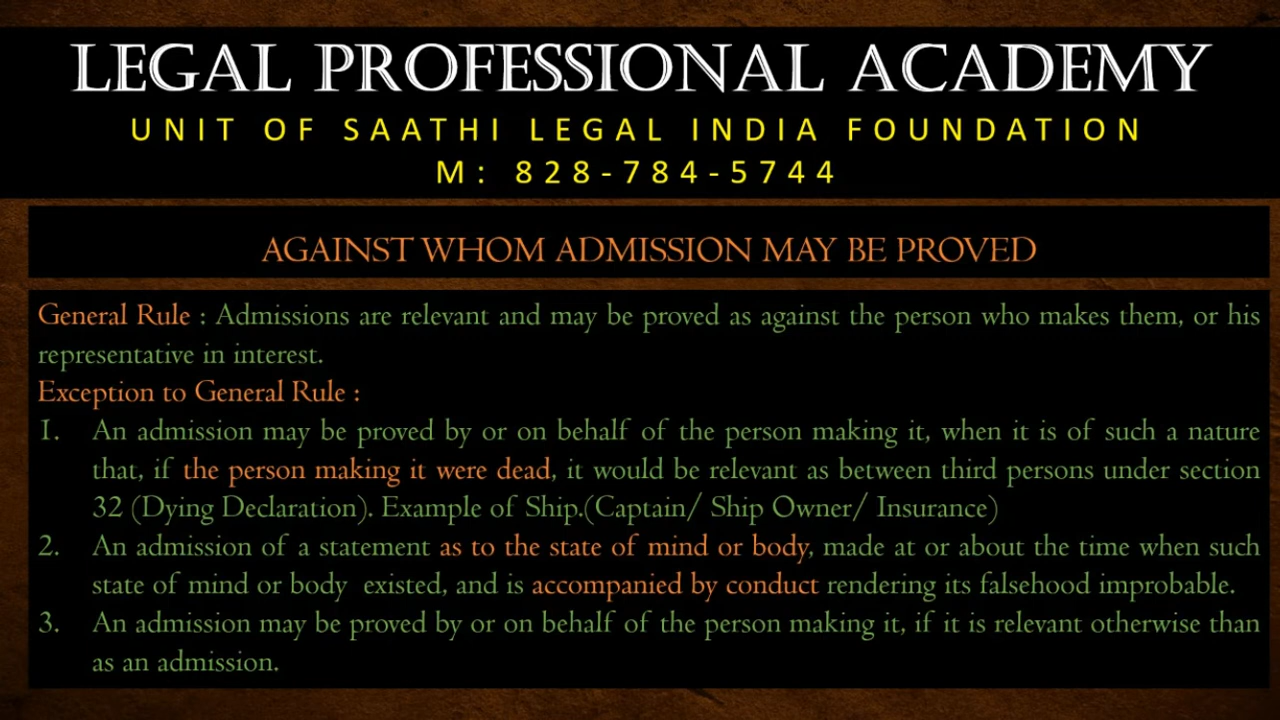 LEGAL PROFESSIONAL ACADEMY
UNIT OF SAATHI LEGAL INDIA FOUNDATION
M: 828-784-5744
AGAINST WHOM ADMISSION MAY BE PROVED
General Rule : Admissions are relevant and may be proved as against the person who makes them, or his
representative in interest.
Exception to General Rule :
1. An admission may be proved by or on behalf of the person making it, when it is of such a nature
that, if the person making it were dead, it would be relevant as between third persons under section
32 (Dying Declaration). Example of Ship.(Captain/ Ship Owner/ Insurance)
2. An admission of a statement as to the state of mind or body, made at or about the time when such
state of mind or body existed, and is accompanied by conduct rendering its falsehood improbable.
3. An admission may be proved by or on behalf of the person making it, if it is relevant otherwise than
as an admission.